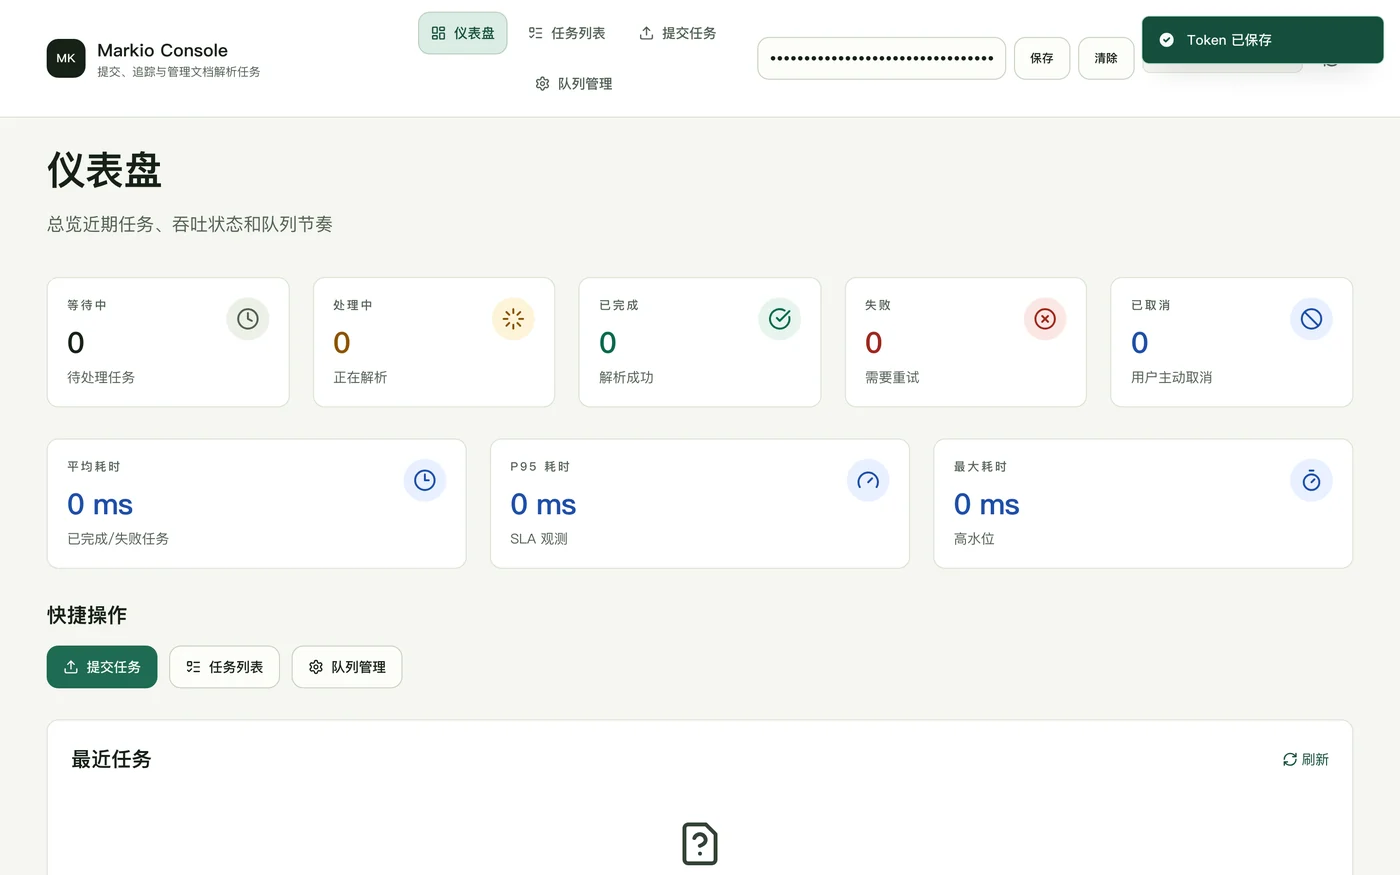 MK
Markio Console
提交、追踪与管理文档解析任务
仪表盘
任务列表
提交任务
队列管理
••••••••••••••••••••••••••••••••
保存
清除
Token 已保存
仪表盘
总览近期任务、吞吐状态和队列节奏
等待中
0
待处理任务
处理中
0
正在解析
已完成
0
解析成功
失败
0
需要重试
已取消
0
用户主动取消
平均耗时
0 ms
已完成/失败任务
P95 耗时
0 ms
SLA 观测
最大耗时
0 ms
高水位
快捷操作
提交任务
任务列表
队列管理
最近任务
刷新